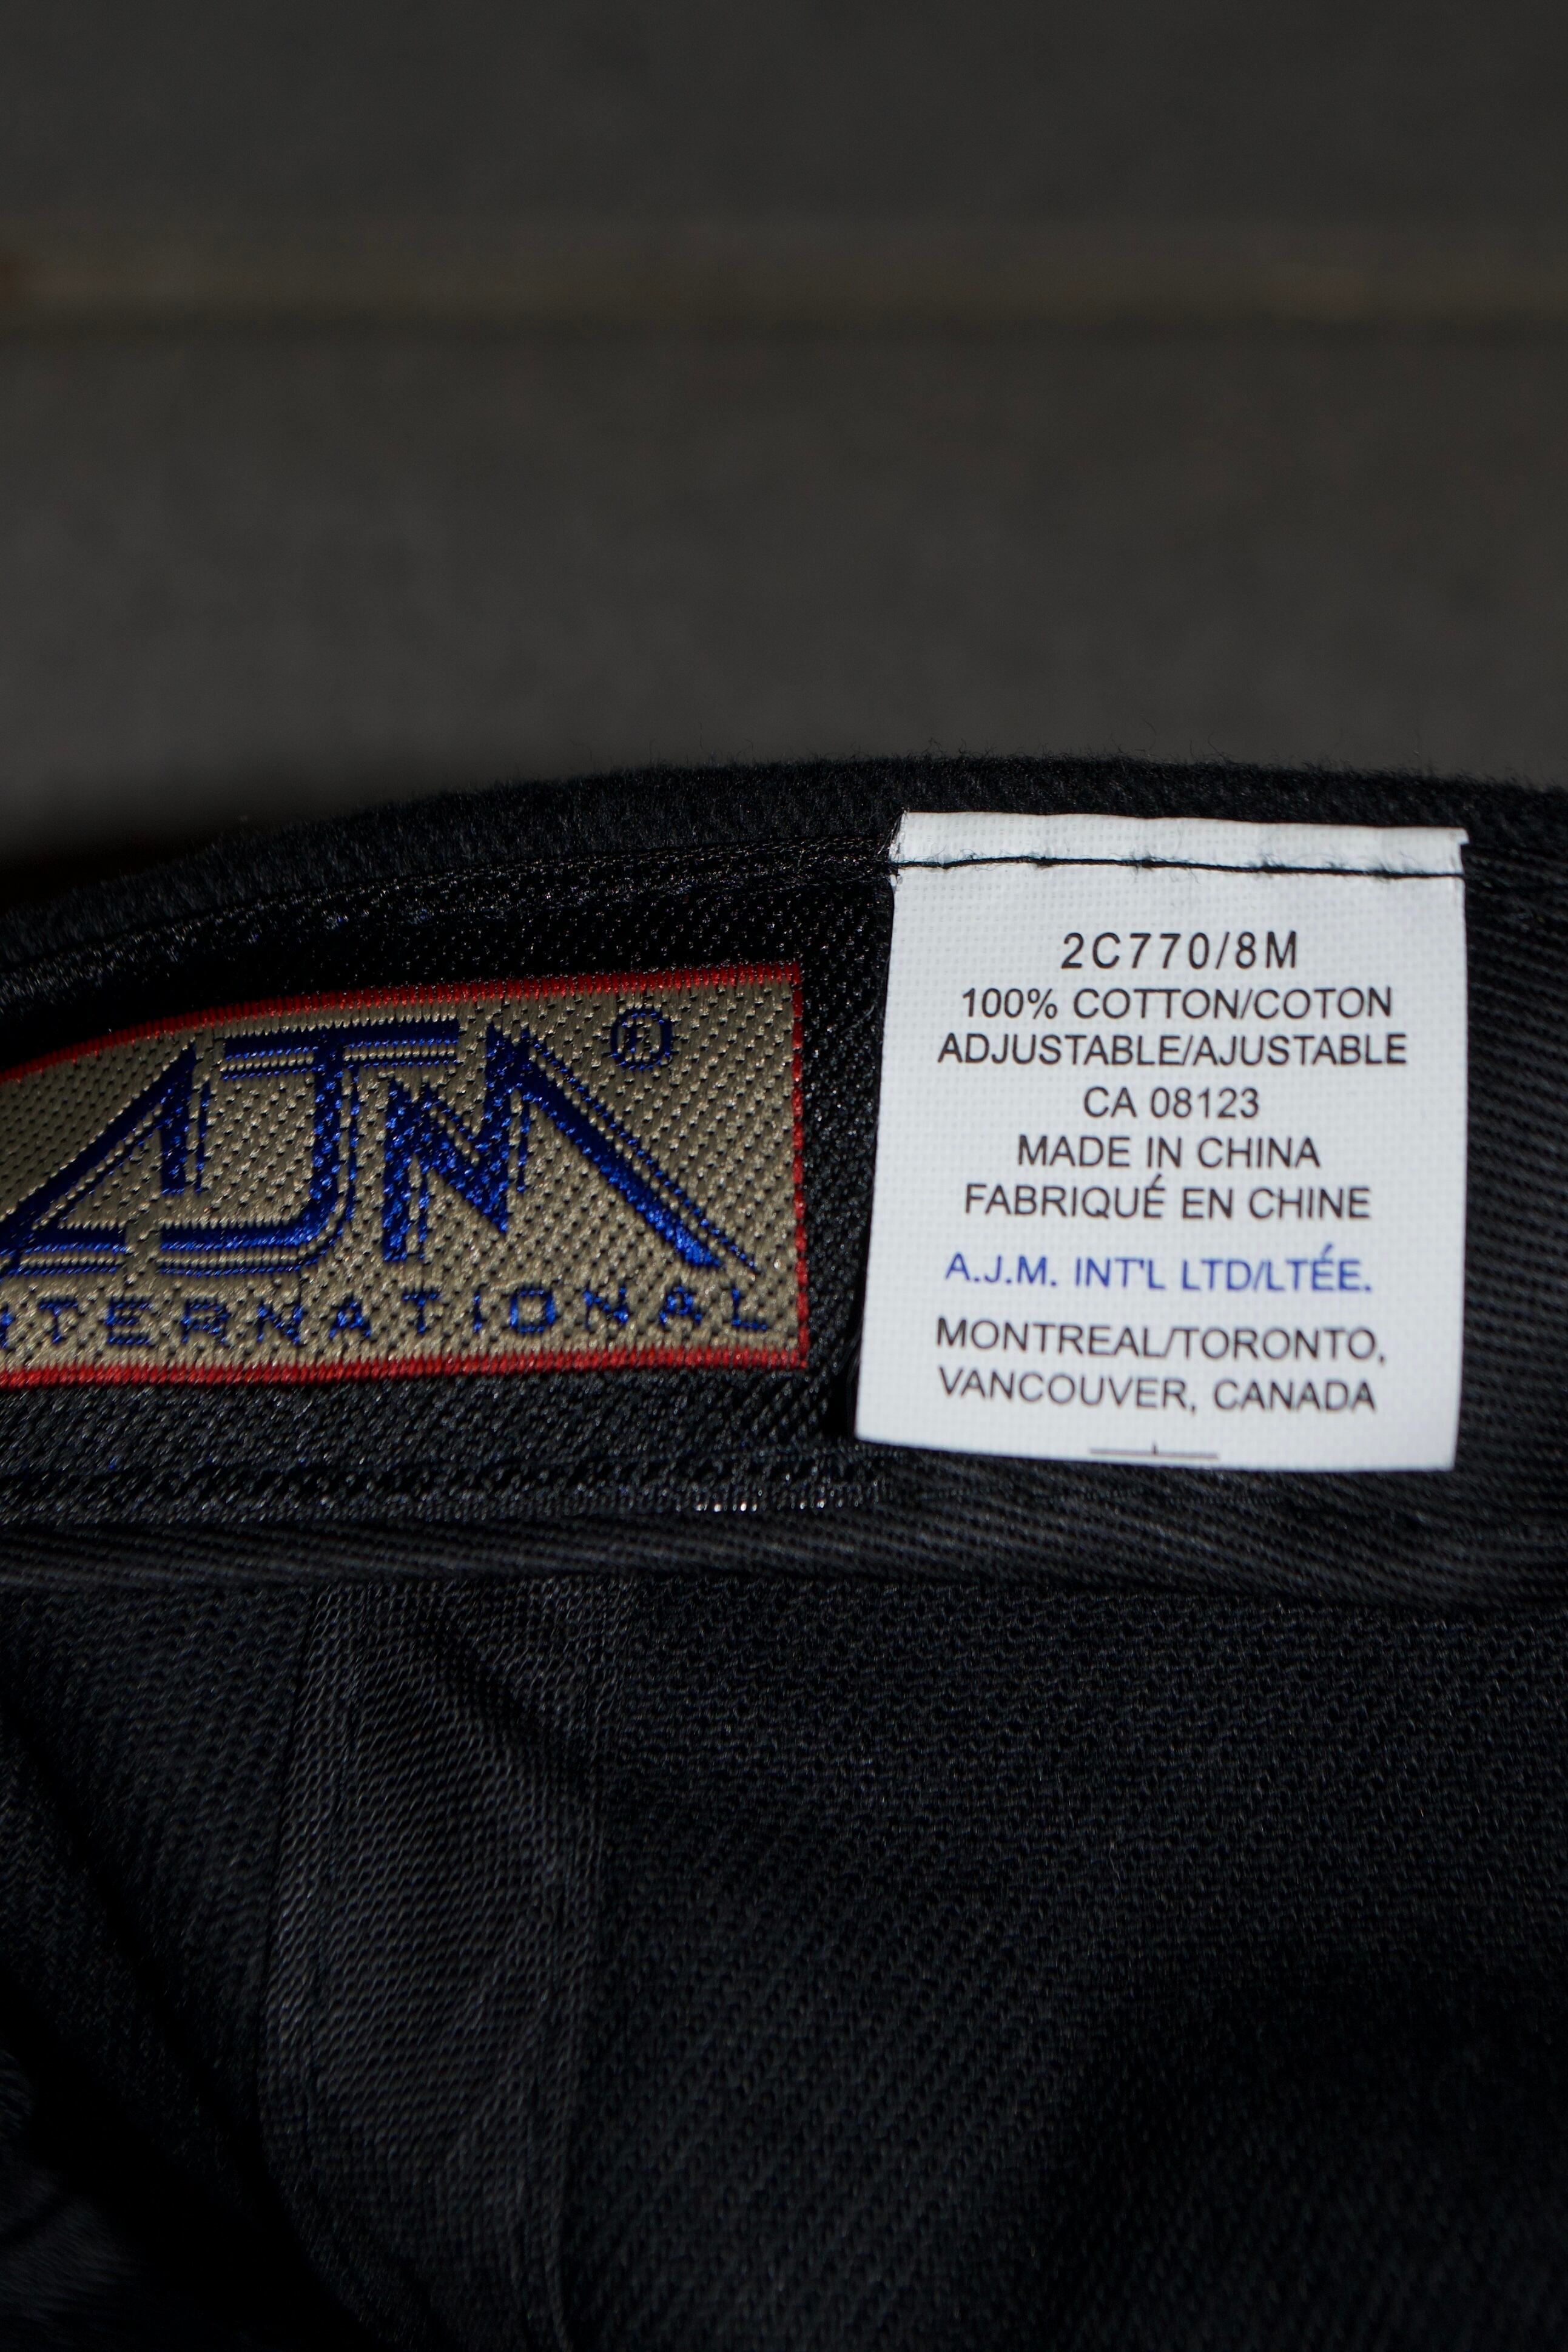 AJM®
INTERNATIONAL
2C770/8M
100% COTTON/COTON
ADJUSTABLE/AJUSTABLE
CA 08123
MADE IN CHINA
FABRIQUÉ EN CHINE
A.J.M. INT'L LTD/LTÉE.
MONTREAL/TORONTO,
VANCOUVER, CANADA